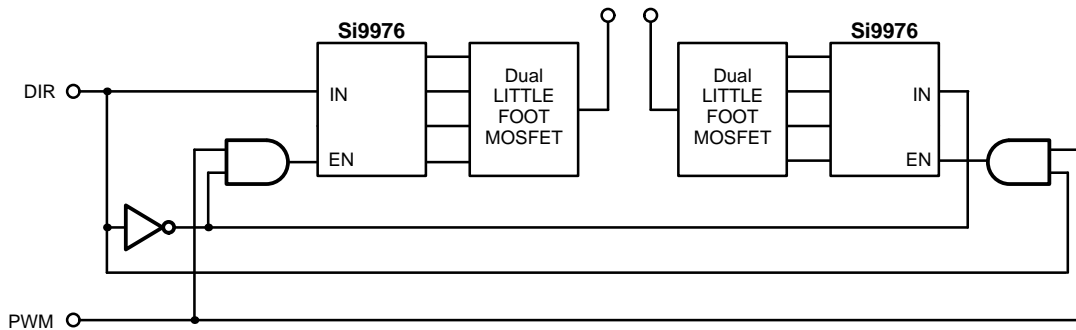 Si9976
Si9976
DIR
IN
EN
Dual
LITTLE
FOOT
MOSFET
Dual
LITTLE
FOOT
MOSFET
IN
EN
PWM